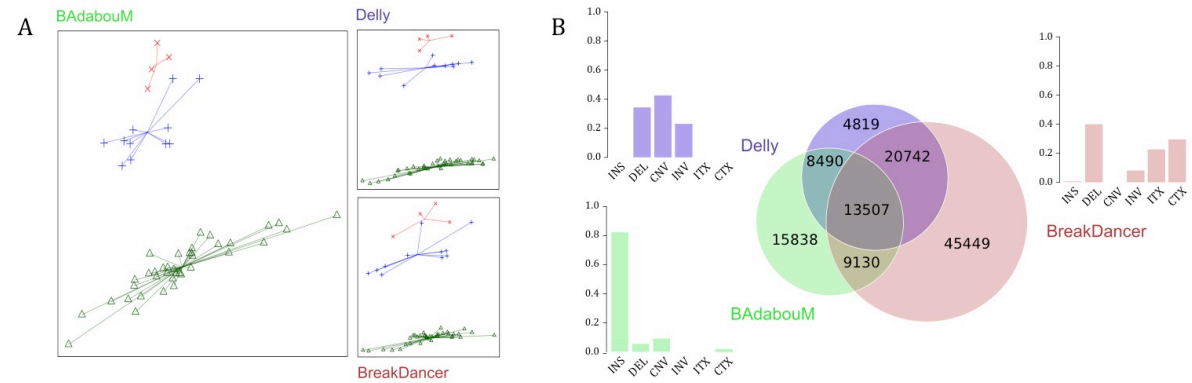 A
BAdabouM
Delly
BreakDancer
B
1.0
0.8
0.6
0.4
0.2
0.0
INS
DEL
CNV
INV
ITX
CTX
1.0
0.8
0.6
0.4
0.2
0.0
INS
DEL
CNV
INV
ITX
CTX
Delly
4819
8490
20742
13507
15838
45449
9130
BAdabouM
1.0
0.8
0.6
0.4
0.2
0.0
INS
DEL
CNV
INV
ITX
CTX
BreakDancer